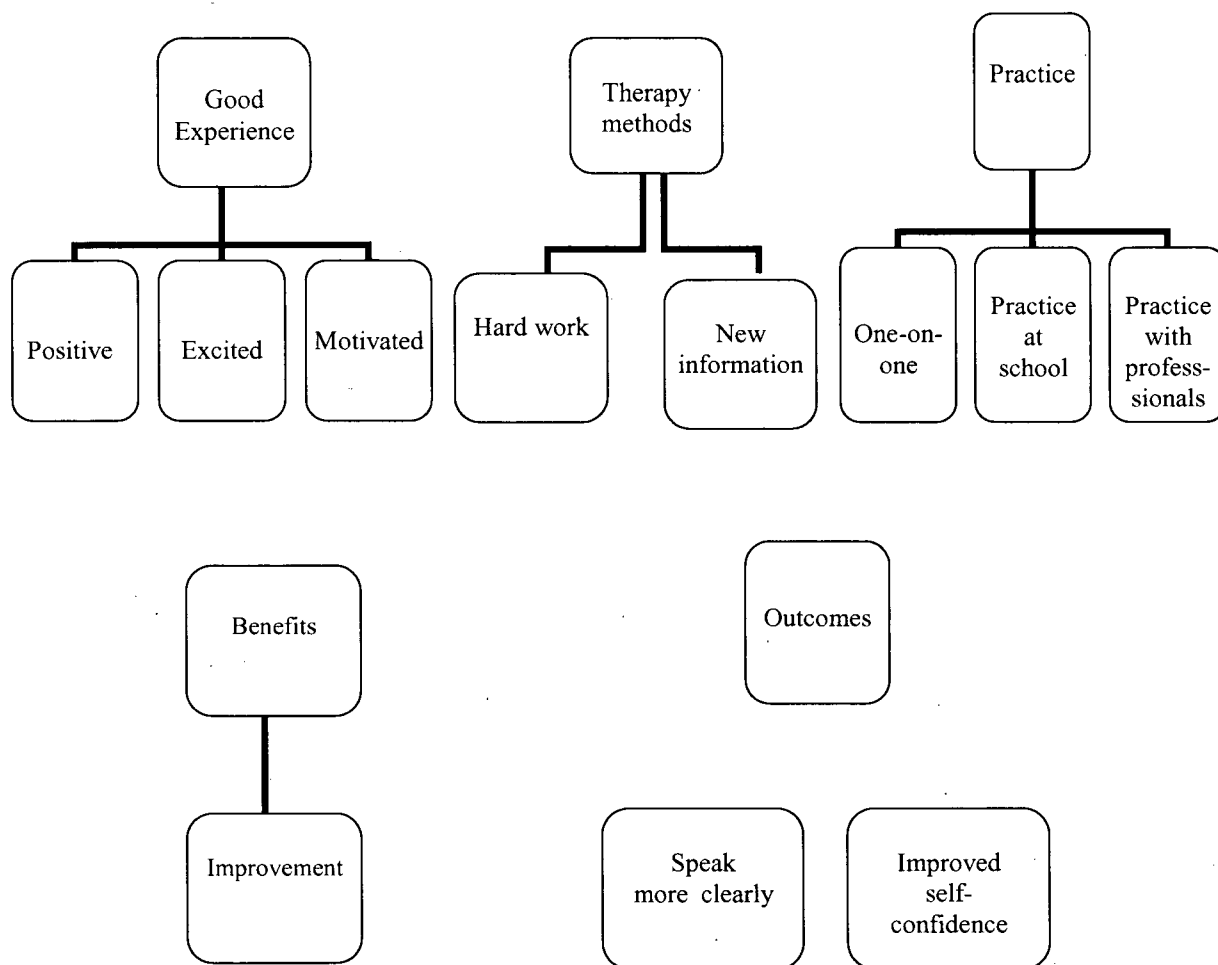 Good
Experience
Therapy
methods
Practice
Positive
Excited
Motivated
Hard work
New
information
One-on-
one
Practice
at
school
Practice
with
profess-
sionals
Benefits
Outcomes
Improvement
Speak
more clearly
Improved
self-
confidence